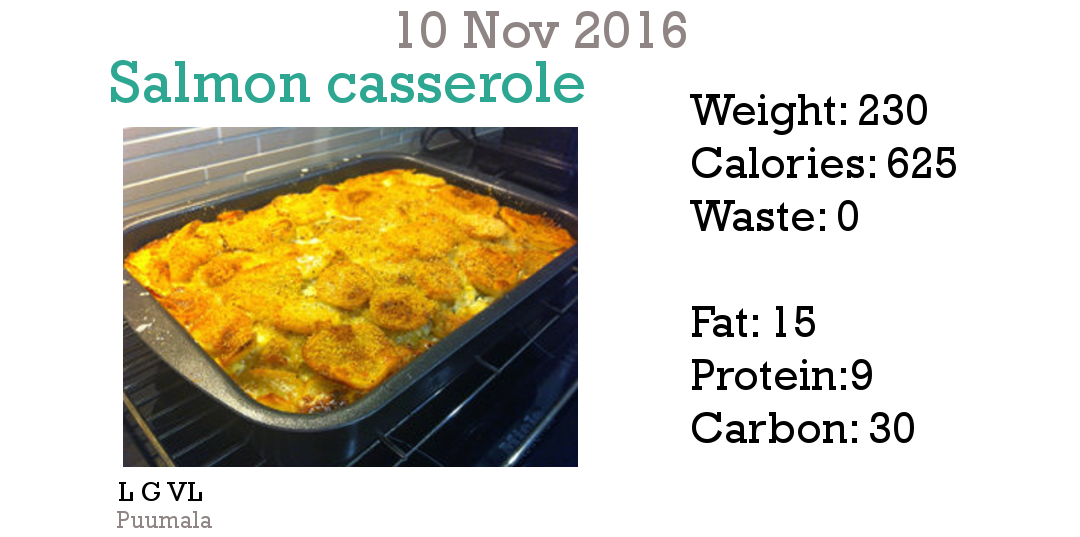 10 Nov 2016
Salmon casserole
Weight: 230
Calories: 625
Waste: 0
Fat: 15
Protein:9
Carbon: 30
L G VL
Puumala